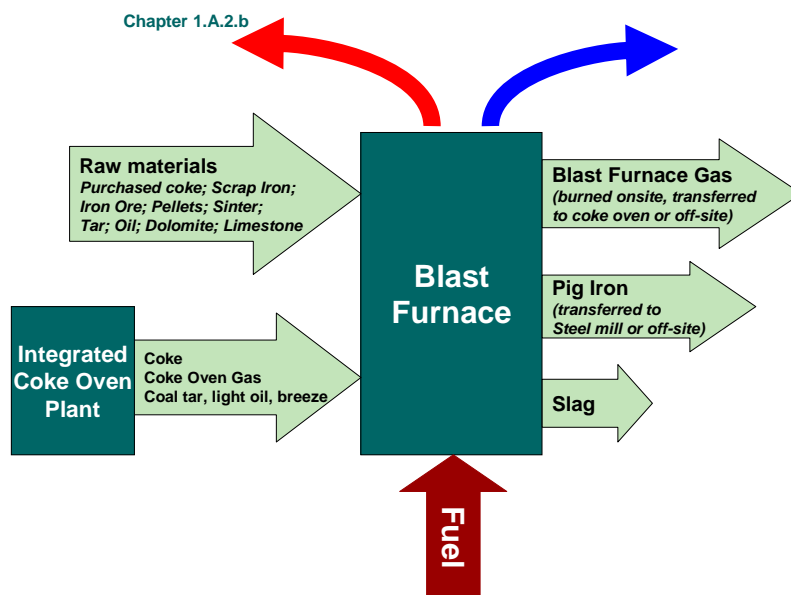 Chapter 1.A.2.b
Raw materials
Purchased coke; Scrap Iron;
Iron Ore; Pellets; Sinter;
Tar; Oil; Dolomite; Limestone
Blast Furnace Gas
(burned onsite, transferred
to coke oven or off-site)
Blast
Furnace
Pig Iron
(transferred to
Steel mill or off-site)
Integrated
Coke Oven
Plant
Coke
Coke Oven Gas
Coal tar, light oil, breeze
Slag
Fuel